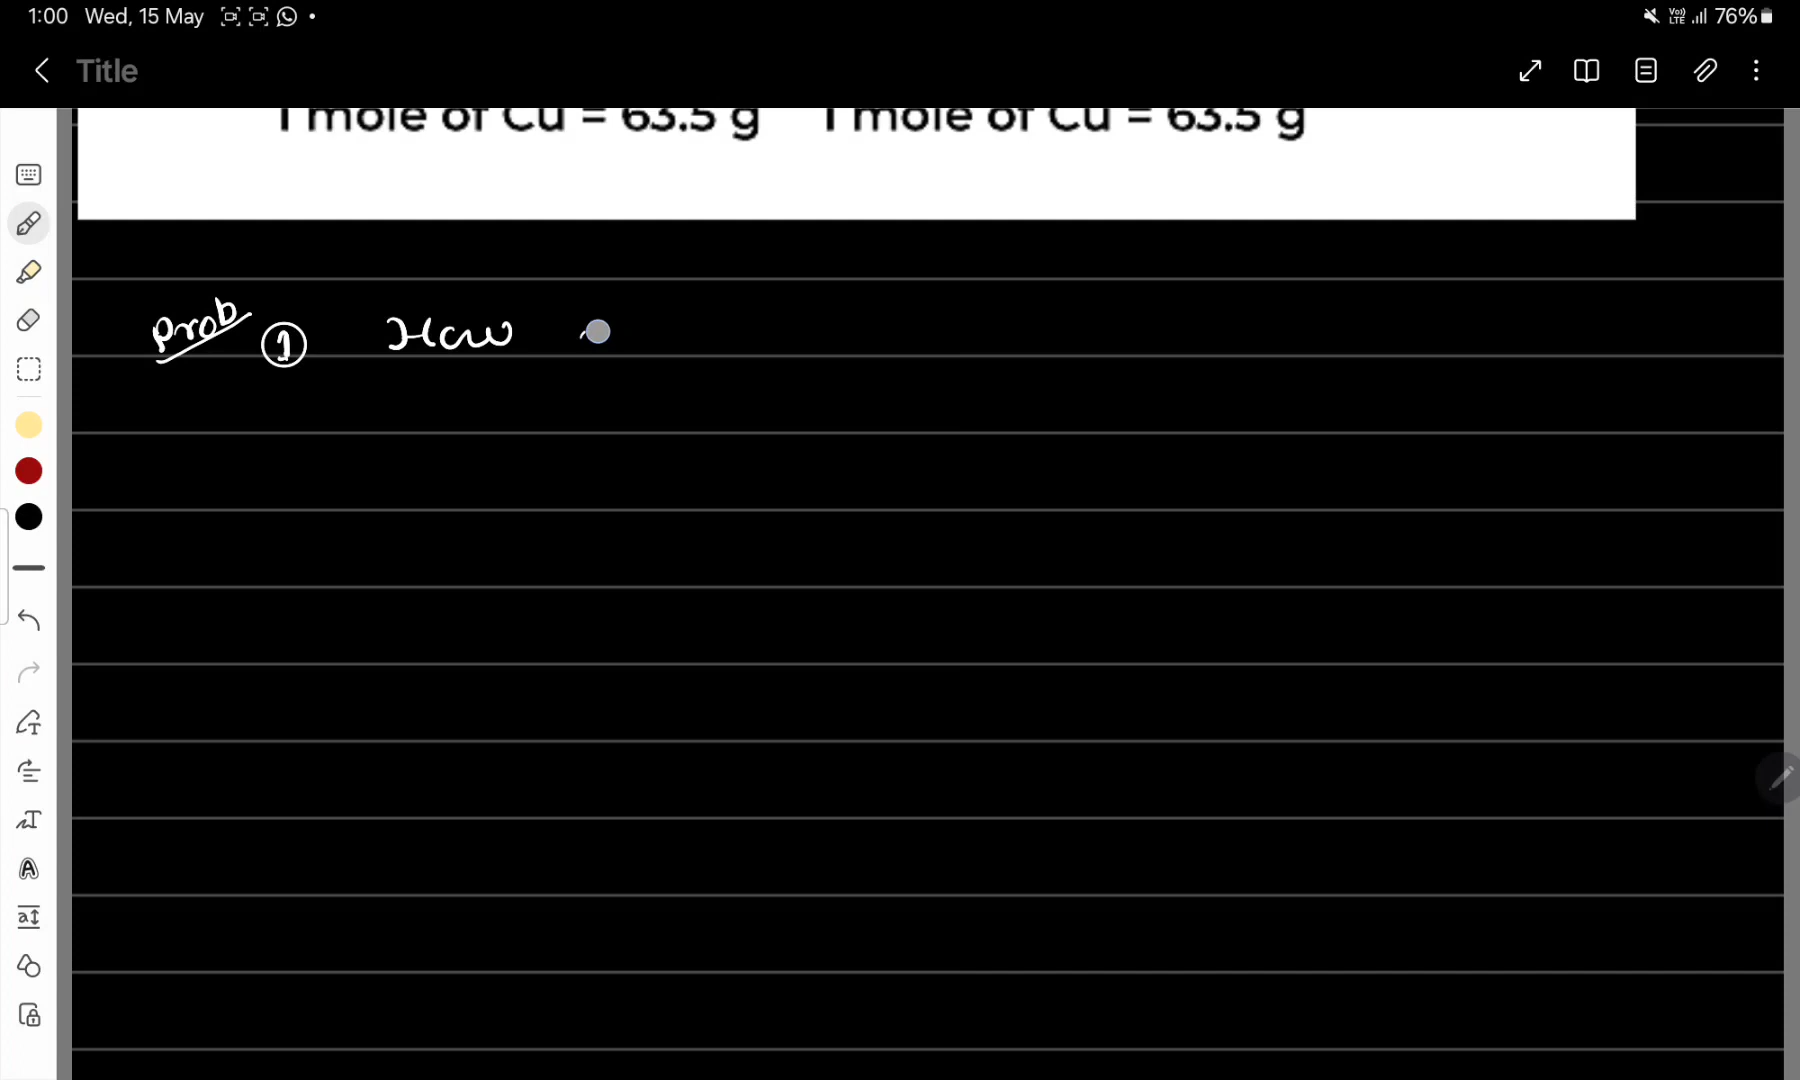 1:00 Wed, 15 May
VoLTE 76%
Title
1 mole of Cu = 63.5 g 1 mole of Cu = 63.5 g
Prob ① How